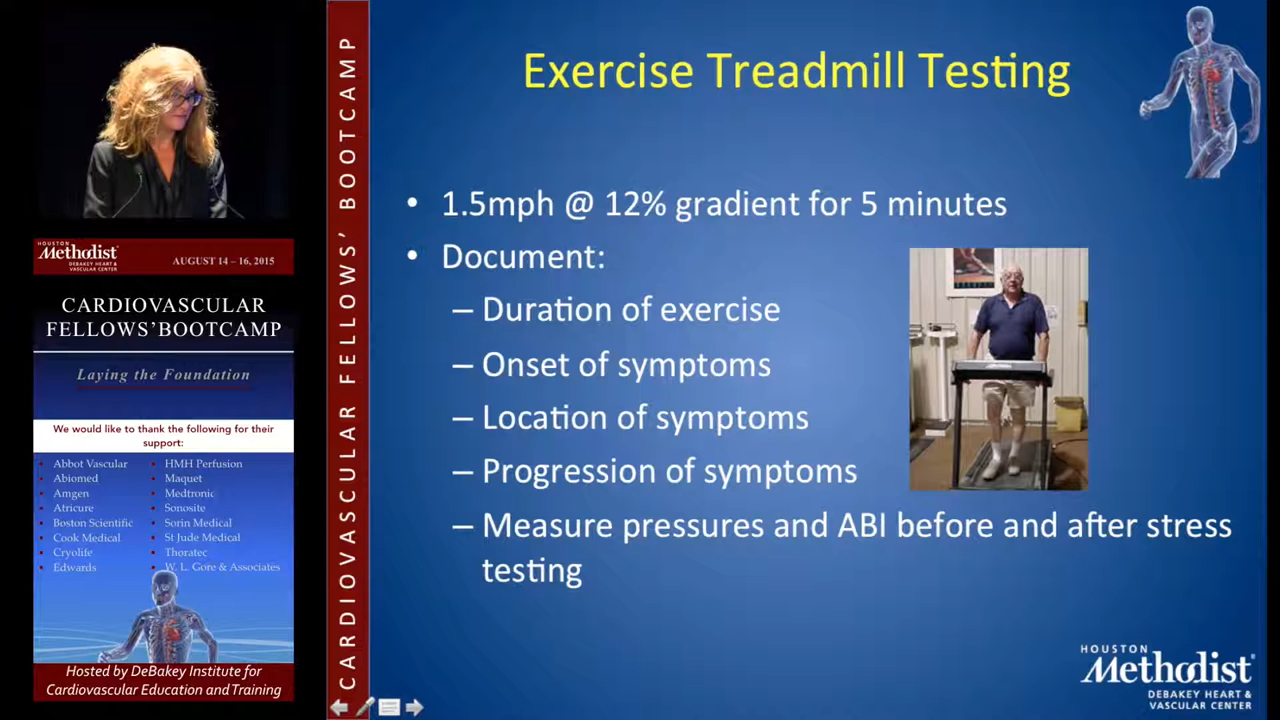 HOUSTON
Methodist
DEBAKEY HEART &
VASCULAR CENTER
AUGUST 14 – 16, 2015
CARDIOVASCULAR
FELLOWS’BOOTCAMP
Laying the Foundation
We would like to thank the following for their
support:
Abbot Vascular
Abiomed
Amgen
Atricure
Boston Scientific
Cook Medical
Cryolife
Edwards
HMH Perfusion
Maquet
Medtronic
Sonosite
Sorin Medical
St Jude Medical
Thoratec
W. L. Gore & Associates
Hosted by DeBakey Institute for
Cardiovascular Education and Training
CARDIOVASCULAR FELLOWS’ BOOTCAMP
Exercise Treadmill Testing
• 1.5mph @ 12% gradient for 5 minutes
• Document:
– Duration of exercise
– Onset of symptoms
– Location of symptoms
– Progression of symptoms
– Measure pressures and ABI before and after stress
testing
HOUSTON
Methodist
DEBAKEY HEART &
VASCULAR CENTER